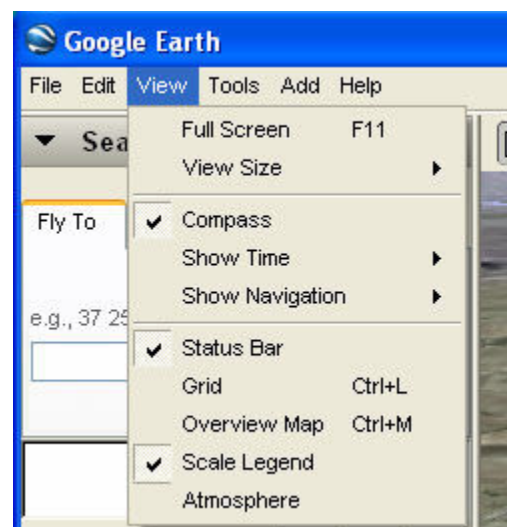 Google Earth
File Edit View Tools Add Help
Sea
Full Screen F11
View Size
Fly To
Compass
Show Time
Show Navigation
e.g., 37 25
Status Bar
Grid Ctrl+L
Overview Map Ctrl+M
Scale Legend
Atmosphere